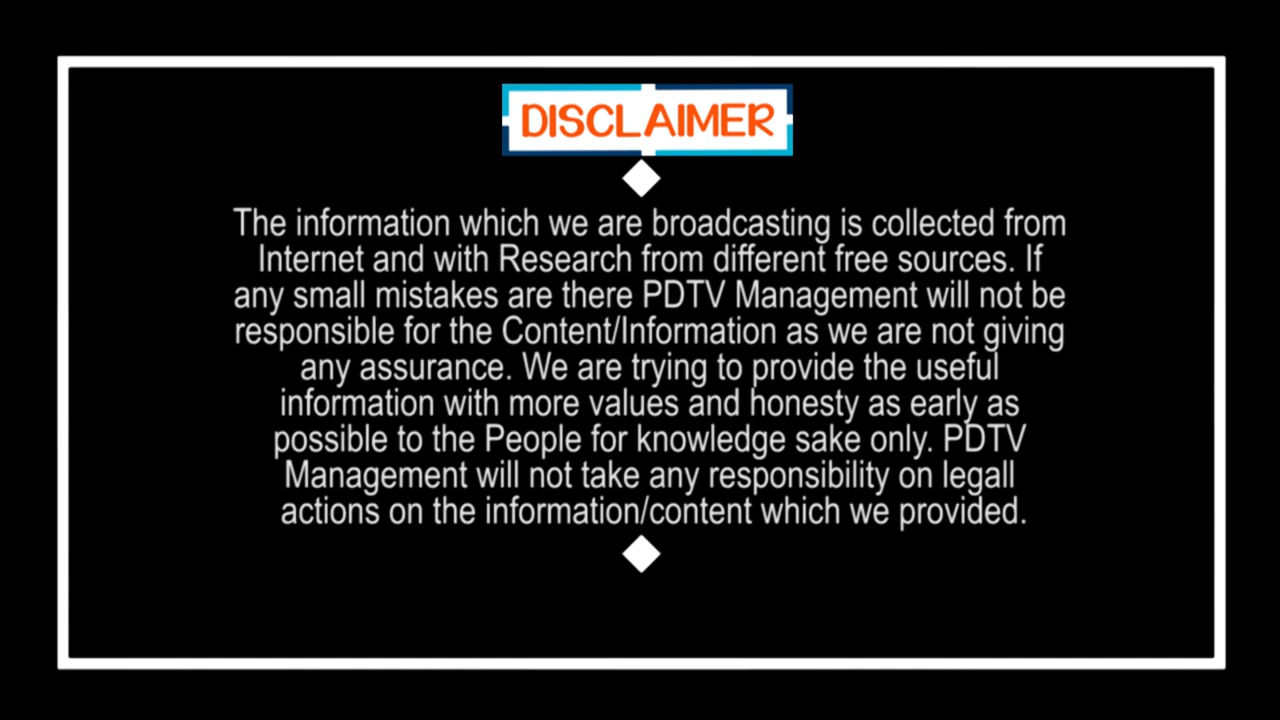 DISCLAIMER
The information which we are broadcasting is collected from
Internet and with Research from different free sources. If
any small mistakes are there PDTV Management will not be
responsible for the Content/Information as we are not giving
any assurance. We are trying to provide the useful
information with more values and honesty as early as
possible to the People for knowledge sake only. PDTV
Management will not take any responsibility on legall
actions on the information/content which we provided.